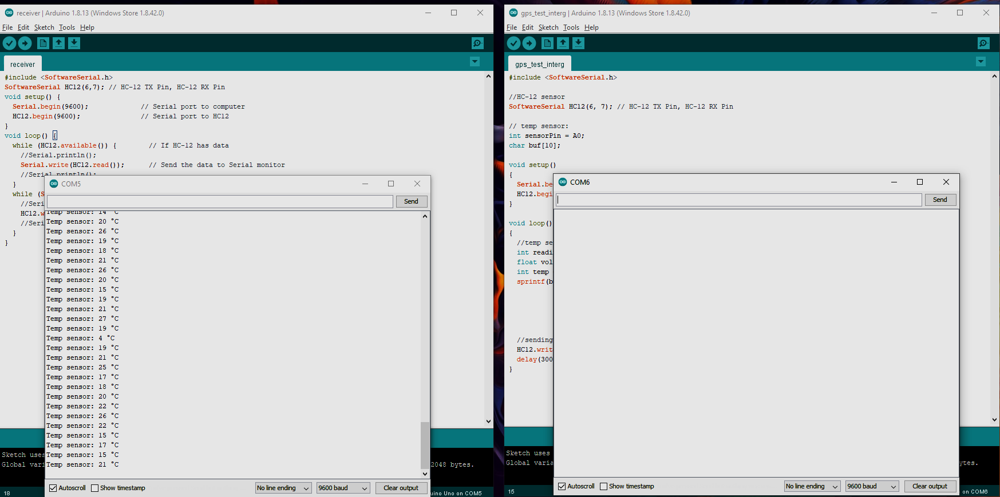 receiver | Arduino 1.8.13 (Windows Store 1.8.42.0)
File Edit Sketch Tools Help
receiver
#include <SoftwareSerial.h>
SoftwareSerial HC12(6,7); // HC-12 TX Pin, HC-12 RX Pin
void setup() {
Serial.begin(9600); // Serial port to computer
HC12.begin(9600); // Serial port to HC12
}
void loop() {
while (HC12.available()) { // If HC-12 has data
//Serial.println();
Serial.write(HC12.read()); // Send the data to Serial monitor
//Serial.println();
}
while (S
//Seri
HC12.w
//Seri
}
}
COM5
Send
Temp sensor: 14 °C
Temp sensor: 20 °C
Temp sensor: 26 °C
Temp sensor: 19 °C
Temp sensor: 18 °C
Temp sensor: 21 °C
Temp sensor: 26 °C
Temp sensor: 20 °C
Temp sensor: 15 °C
Temp sensor: 19 °C
Temp sensor: 21 °C
Temp sensor: 27 °C
Temp sensor: 19 °C
Temp sensor: 4 °C
Temp sensor: 19 °C
Temp sensor: 21 °C
Temp sensor: 25 °C
Temp sensor: 17 °C
Temp sensor: 18 °C
Temp sensor: 20 °C
Temp sensor: 22 °C
Temp sensor: 26 °C
Temp sensor: 22 °C
Temp sensor: 15 °C
Temp sensor: 17 °C
Temp sensor: 15 °C
Temp sensor: 21 °C
Autoscroll Show timestamp No line ending 9600 baud Clear output
Sketch uses
Global vari 2048 bytes.
18 uino Uno on COM5
gps_test_interg | Arduino 1.8.13 (Windows Store 1.8.42.0)
File Edit Sketch Tools Help
gps_test_interg
#include <SoftwareSerial.h>
//HC-12 sensor
SoftwareSerial HC12(6, 7); // HC-12 TX Pin, HC-12 RX Pin
// temp sensor:
int sensorPin = A0;
char buf[10];
void setup()
{
Serial.be
HC12.begi
}
void loop()
{
//temp se
int readi
float vol
int temp
sprintf(b
//sending
HC12.writ
delay(300
}
COM6
Send
Autoscroll Show timestamp No line ending 9600 baud Clear output
Sketch uses
Global varia ytes.
15 on COM6